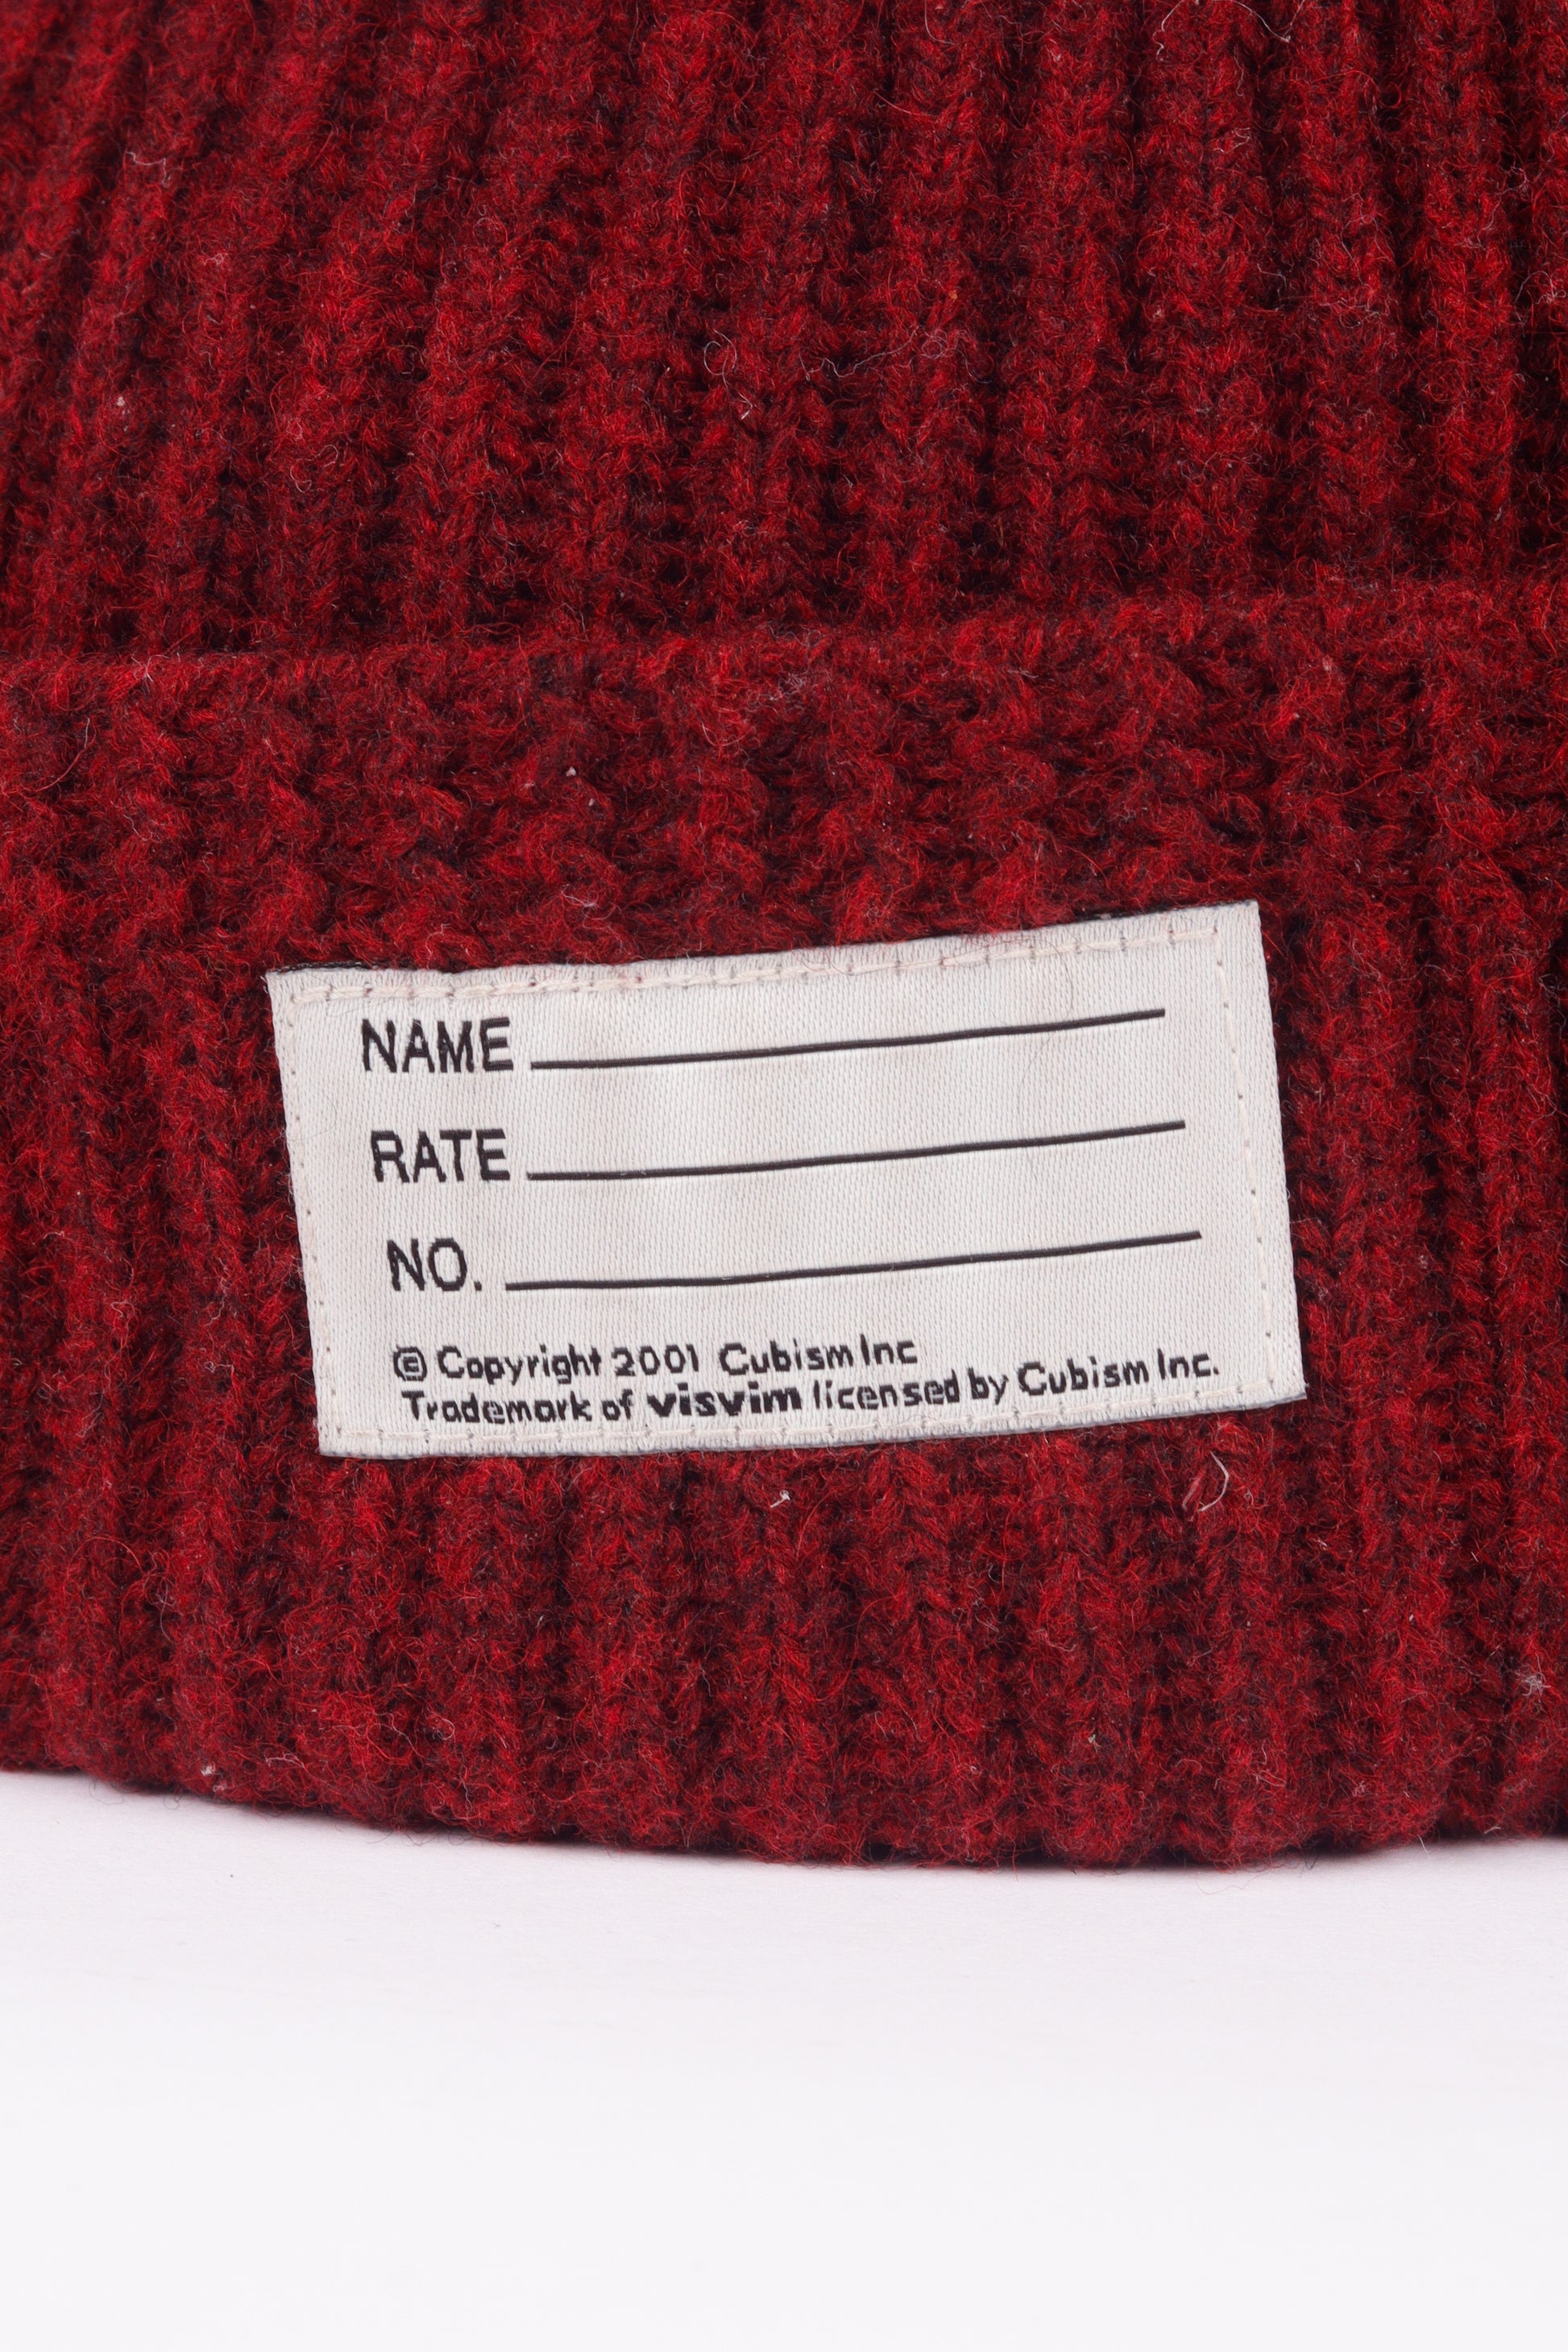 NAME
RATE
NO.
© Copyright 2001 Cubism Inc
Trademark of visvim licensed by Cubism Inc.